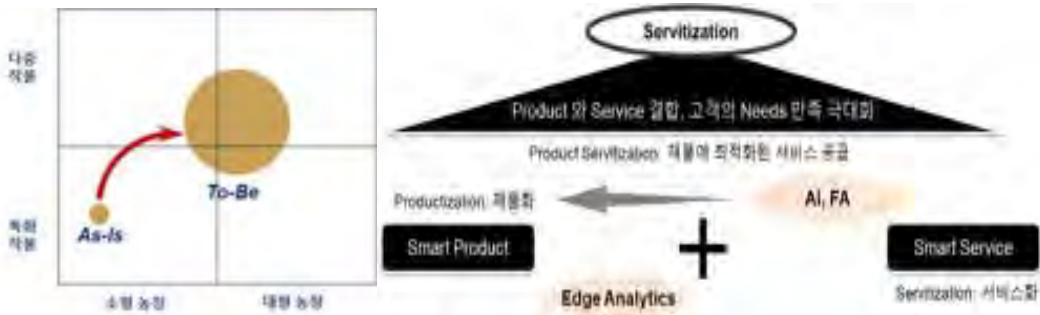 다중
작물
To-Be
As-Is
특화
작물
소형 농장
대형 농장
Servitization
Product 와 Service 결합, 고객의 Needs 만족 극대화
Product Servitization: 제품에 최적화된 서비스 공급
Productization: 제품화
AI, FA
Smart Product
Smart Service
Edge Analytics
Servitization: 서비스화